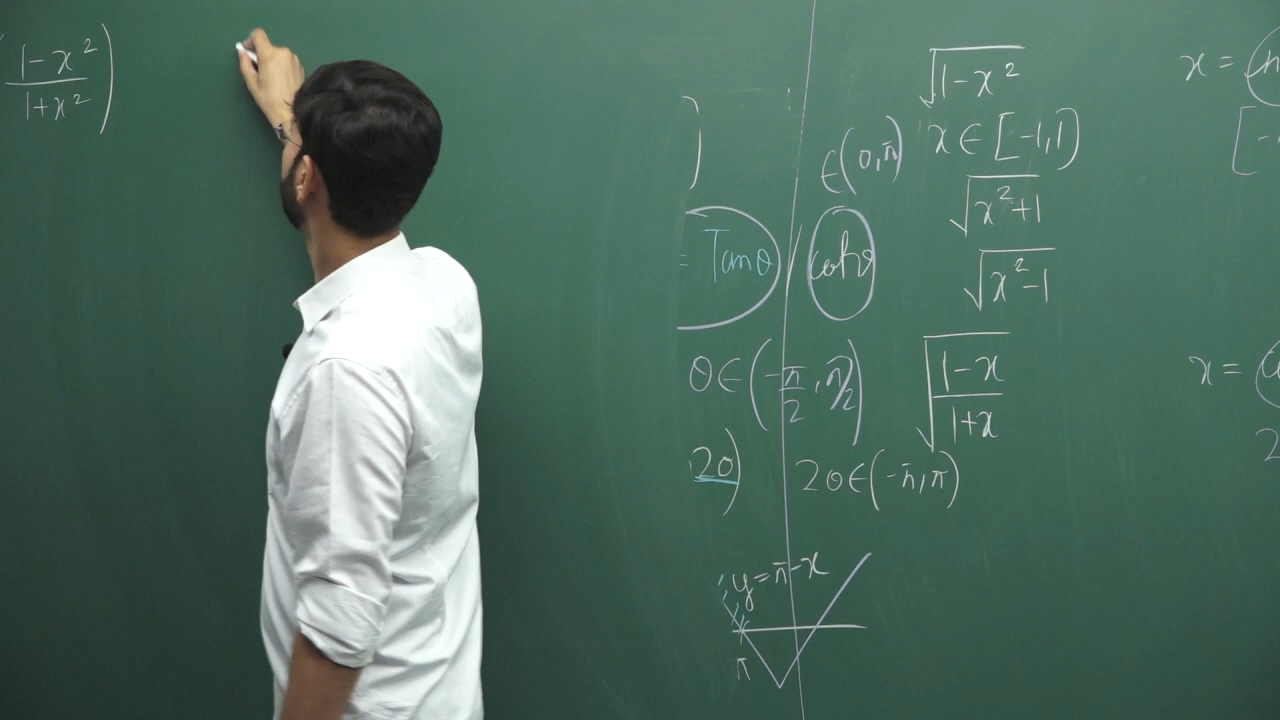 1-x²/1+x²)
]
= Tanθ
θ∈(-π/2, π/2)
2θ) 2θ∈(-π, π)
y=π-x
π
∈(0,π)
cotθ
√1-x²
x∈[-1,1)
√x²+1
√x²-1
√1-x/1+x
x =
[-
x =
2